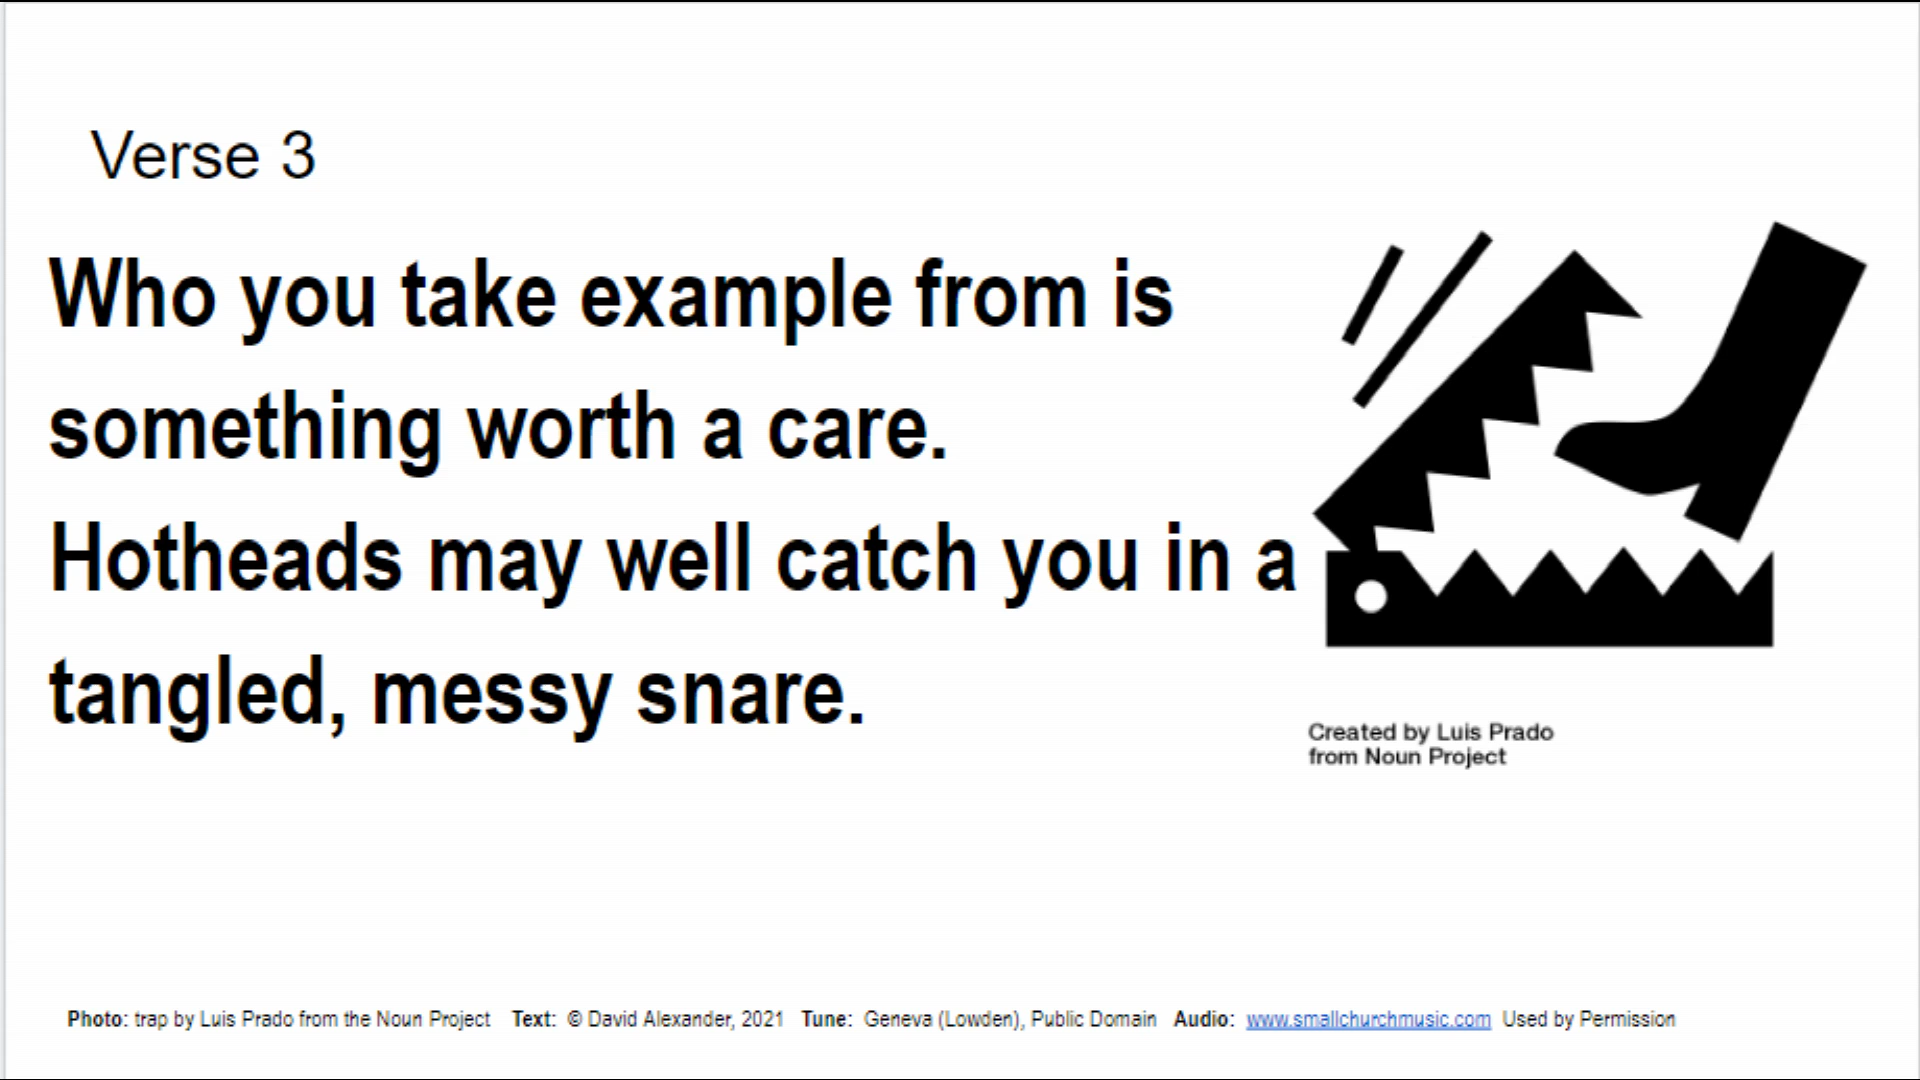 Verse 3
Who you take example from is
something worth a care.
Hotheads may well catch you in a
tangled, messy snare.
Created by Luis Prado
from Noun Project
Photo: trap by Luis Prado from the Noun Project Text: © David Alexander, 2021 Tune: Geneva (Lowden), Public Domain Audio: www.smallchurchmusic.com Used by Permission